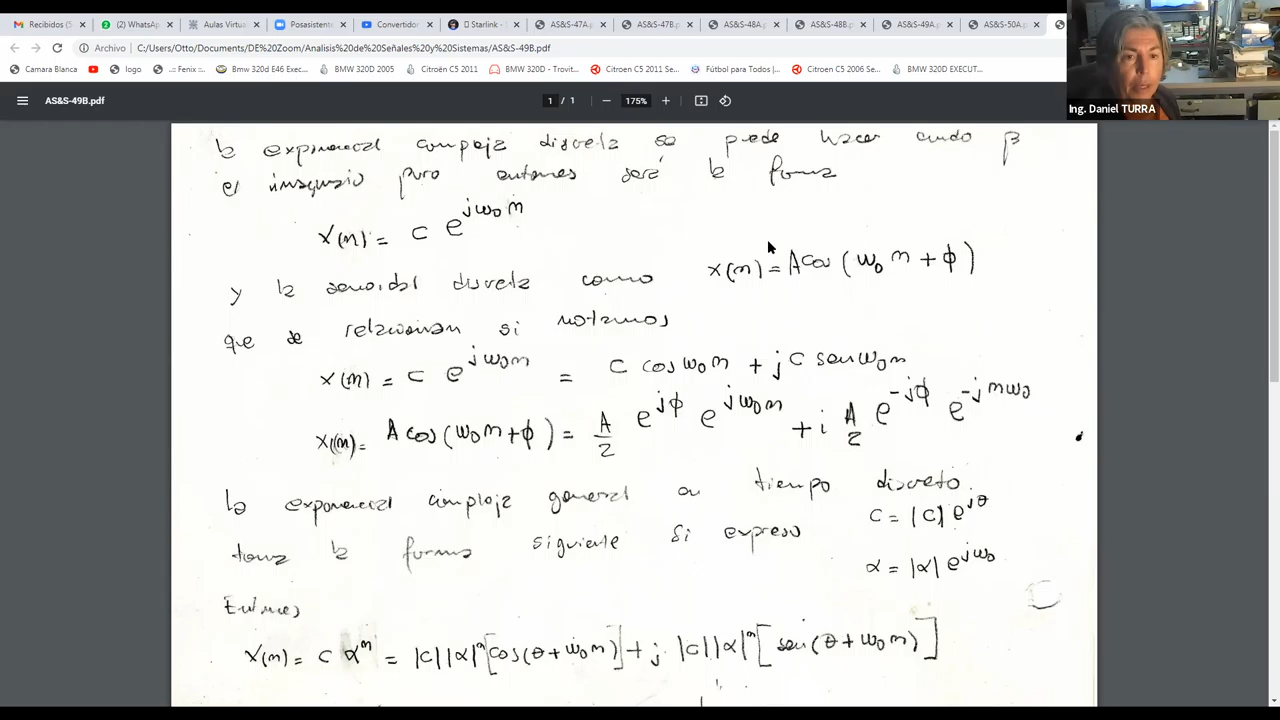 Recibidos (5
(2) WhatsAp
Aulas Virtua
Posasistente
Convertidor
Starlink -
AS&S-47A.p
AS&S-47B.p
AS&S-48A.p
AS&S-48B.p
AS&S-49A.p
AS&S-50A.p
Archivo C:/Users/Otto/Documents/DE%20Zoom/Analisis%20de%20Señales%20y%20Sistemas/AS&S-49B.pdf
Camara Blanca
logo
..:: Fenix ::..
Bmw 320d E46 Exec...
BMW 320D 2005
Citroën C5 2011
BMW 320D - Trovit...
Citroen C5 2011 Se...
Fútbol para Todos |...
Citroen C5 2006 Se...
BMW 320D EXECUT...
Ing. Daniel TURRA
AS&S-49B.pdf
1 / 1
175%
la exponencial compleja discreta se puede hacer cuando β
es imaginario puro entonces será la forma
x(n) = C e^{jω₀n}
y la senoidal discreta como x(n) = A cos(ω₀n + ϕ)
que se relacionan si notamos
x(n) = C e^{jω₀n} = C cos ω₀n + j C sen ω₀n
x(n) = A cos(ω₀n + ϕ) = A/2 e^{jϕ} e^{jω₀n} + j A/2 e^{-jϕ} e^{-jnω₀}
La exponencial compleja general en tiempo discreto.
toma la forma siguiente si expreso C = |C| e^{jθ}
α = |α| e^{jω₀}
Entonces
x(n) = C αⁿ = |C||α|ⁿ[cos(θ + ω₀n)] + j |C||α|ⁿ[sen(θ + ω₀n)]